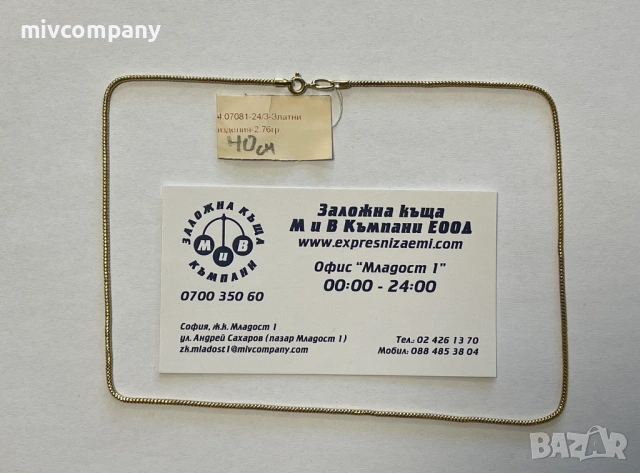 mivcompany
4 07081-24/3-Златни
изделия-2.76гр
40см
ЗАЛОЖНА КЪЩА
М и В
КЪМПАНИ
0700 350 60
Заложна къща
М и В Къмпани ЕООД
www.expresnizaemi.com
Офис "Младост 1"
00:00 - 24:00
София, ж.к. Младост 1
ул. Андрей Сахаров (пазар Младост 1)
zk.mladost1@mivcompany.com
Тел.: 02 426 13 70
Мобил.: 088 485 38 04
BAZAR